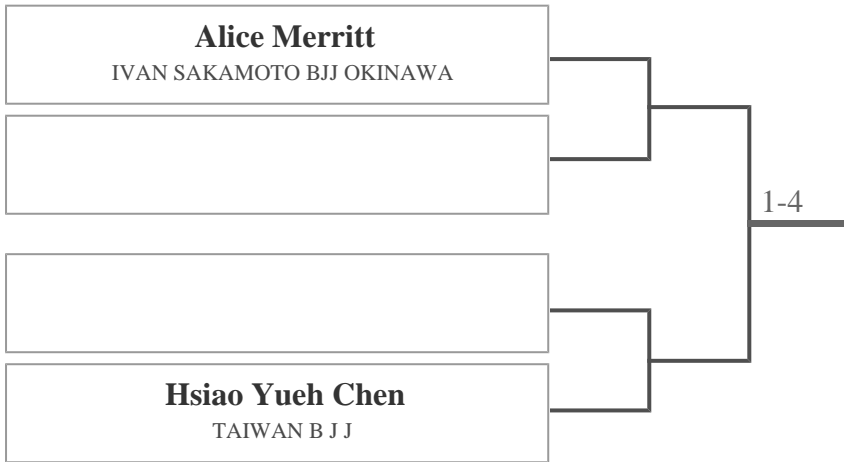 Alice Merritt
IVAN SAKAMOTO BJJ OKINAWA
1-4
Hsiao Yueh Chen
TAIWAN B J J